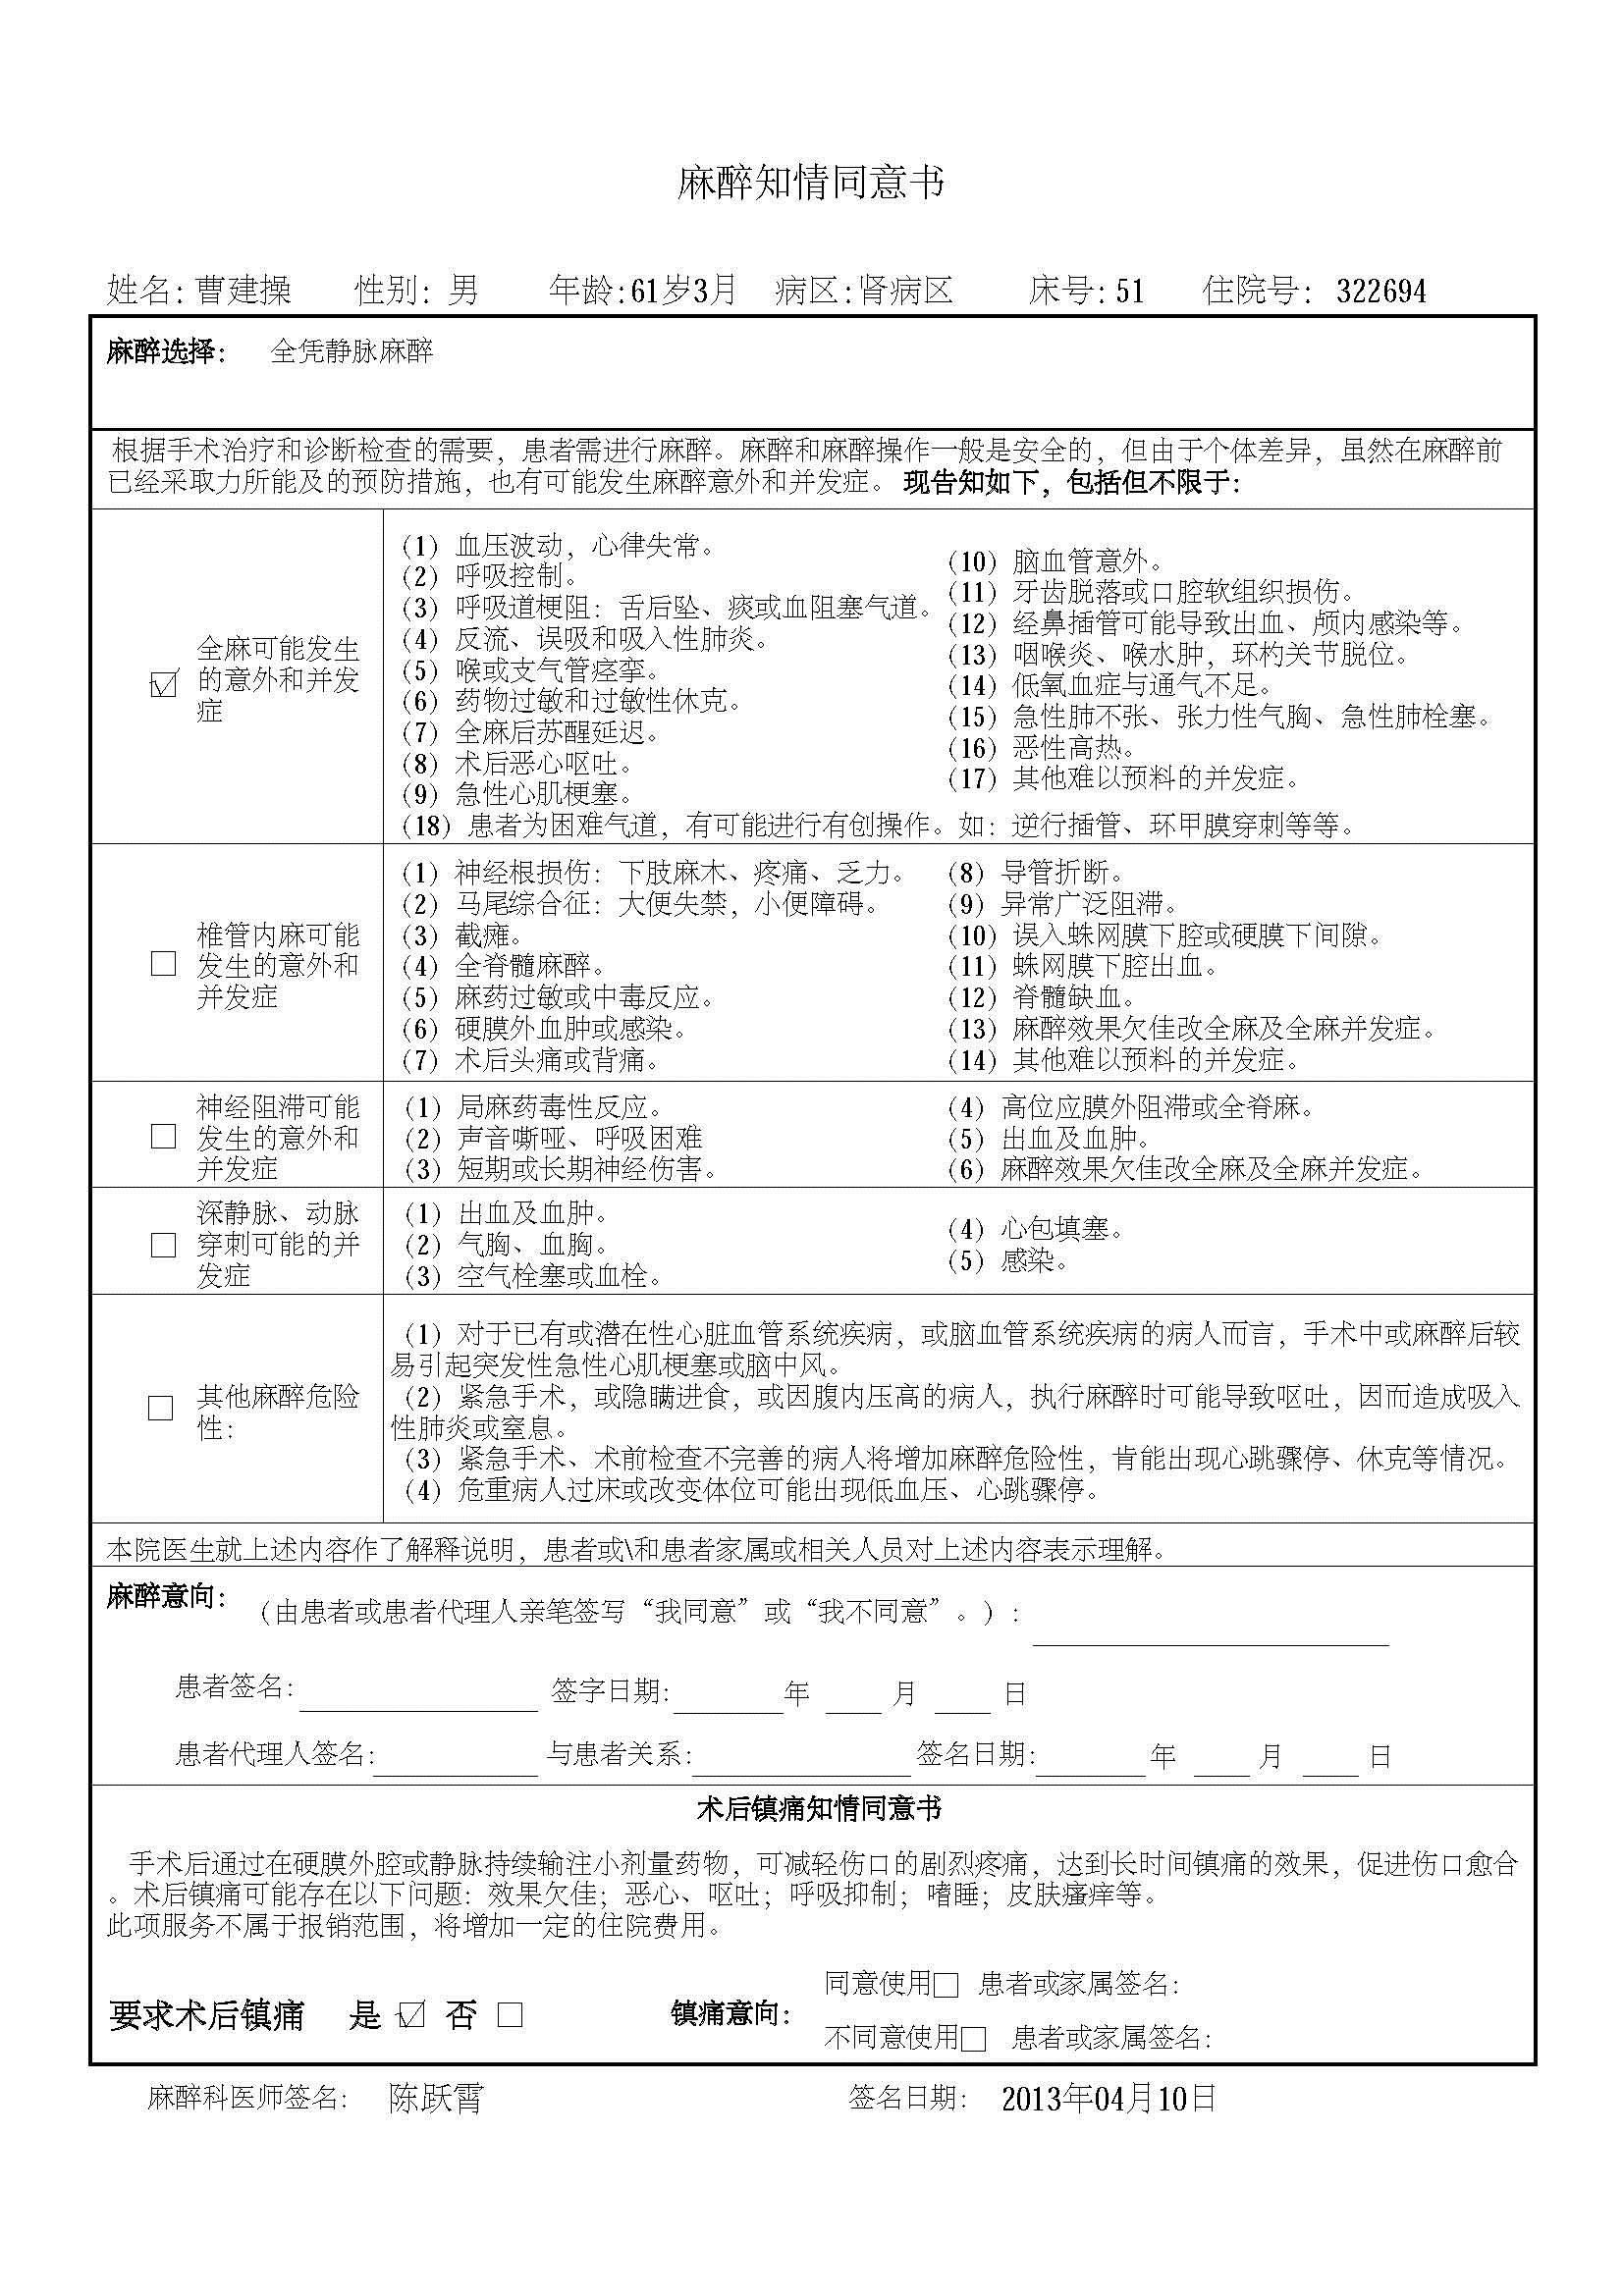 麻醉知情同意书
姓名：曹建操 性别：男 年龄：61岁3月 病区：肾病区 床号：51 住院号：322694
麻醉选择： 全凭静脉麻醉
根据手术治疗和诊断检查的需要，患者需进行麻醉。麻醉和麻醉操作一般是安全的，但由于个体差异，虽然在麻醉前
已经采取力所能及的预防措施，也有可能发生麻醉意外和并发症。现告知如下，包括但不限于：
☑ 全麻可能发生
的意外和并发
症
（1）血压波动，心律失常。
（2）呼吸控制。
（3）呼吸道梗阻：舌后坠、痰或血阻塞气道。
（4）反流、误吸和吸入性肺炎。
（5）喉或支气管痉挛。
（6）药物过敏和过敏性休克。
（7）全麻后苏醒延迟。
（8）术后恶心呕吐。
（9）急性心肌梗塞。
（10）脑血管意外。
（11）牙齿脱落或口腔软组织损伤。
（12）经鼻插管可能导致出血、颅内感染等。
（13）咽喉炎、喉水肿，环杓关节脱位。
（14）低氧血症与通气不足。
（15）急性肺不张、张力性气胸、急性肺栓塞。
（16）恶性高热。
（17）其他难以预料的并发症。
（18）患者为困难气道，有可能进行有创操作。如：逆行插管、环甲膜穿刺等等。
□ 椎管内麻可能
发生的意外和
并发症
（1）神经根损伤：下肢麻木、疼痛、乏力。
（2）马尾综合征：大便失禁，小便障碍。
（3）截瘫。
（4）全脊髓麻醉。
（5）麻药过敏或中毒反应。
（6）硬膜外血肿或感染。
（7）术后头痛或背痛。
（8）导管折断。
（9）异常广泛阻滞。
（10）误入蛛网膜下腔或硬膜下间隙。
（11）蛛网膜下腔出血。
（12）脊髓缺血。
（13）麻醉效果欠佳改全麻及全麻并发症。
（14）其他难以预料的并发症。
□ 神经阻滞可能
发生的意外和
并发症
（1）局麻药毒性反应。
（2）声音嘶哑、呼吸困难
（3）短期或长期神经伤害。
（4）高位应膜外阻滞或全脊麻。
（5）出血及血肿。
（6）麻醉效果欠佳改全麻及全麻并发症。
□ 深静脉、动脉
穿刺可能的并
发症
（1）出血及血肿。
（2）气胸、血胸。
（3）空气栓塞或血栓。
（4）心包填塞。
（5）感染。
□ 其他麻醉危险
性：
（1）对于已有或潜在性心脏血管系统疾病，或脑血管系统疾病的病人而言，手术中或麻醉后较
易引起突发性急性心肌梗塞或脑中风。
（2）紧急手术，或隐瞒进食，或因腹内压高的病人，执行麻醉时可能导致呕吐，因而造成吸入
性肺炎或窒息。
（3）紧急手术、术前检查不完善的病人将增加麻醉危险性，肯能出现心跳骤停、休克等情况。
（4）危重病人过床或改变体位可能出现低血压、心跳骤停。
本院医生就上述内容作了解释说明，患者或\和患者家属或相关人员对上述内容表示理解。
麻醉意向： （由患者或患者代理人亲笔签写“我同意”或“我不同意”。）：
患者签名： 签字日期： 年 月 日
患者代理人签名： 与患者关系： 签名日期： 年 月 日
术后镇痛知情同意书
手术后通过在硬膜外腔或静脉持续输注小剂量药物，可减轻伤口的剧烈疼痛，达到长时间镇痛的效果，促进伤口愈合
。术后镇痛可能存在以下问题：效果欠佳；恶心、呕吐；呼吸抑制；嗜睡；皮肤瘙痒等。
此项服务不属于报销范围，将增加一定的住院费用。
要求术后镇痛 是 ☑ 否 □ 镇痛意向：
同意使用□ 患者或家属签名：
不同意使用□ 患者或家属签名：
麻醉科医师签名： 陈跃霄 签名日期： 2013年04月10日